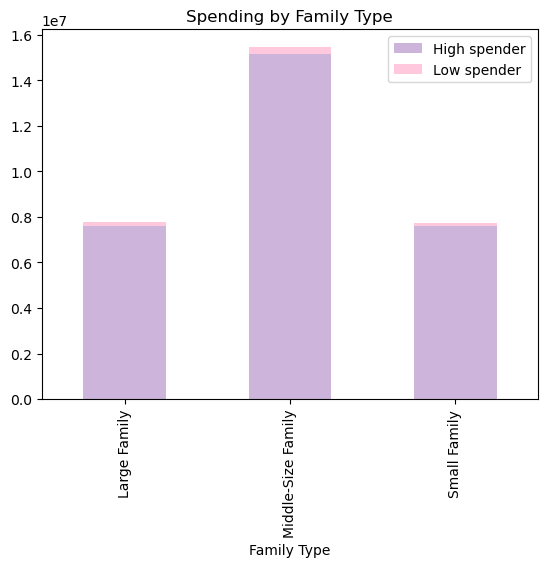 Spending by Family Type
1e7
High spender
Low spender
1.6
1.4
1.2
1.0
0.8
0.6
0.4
0.2
0.0
Large Family
Middle-Size Family
Small Family
Family Type